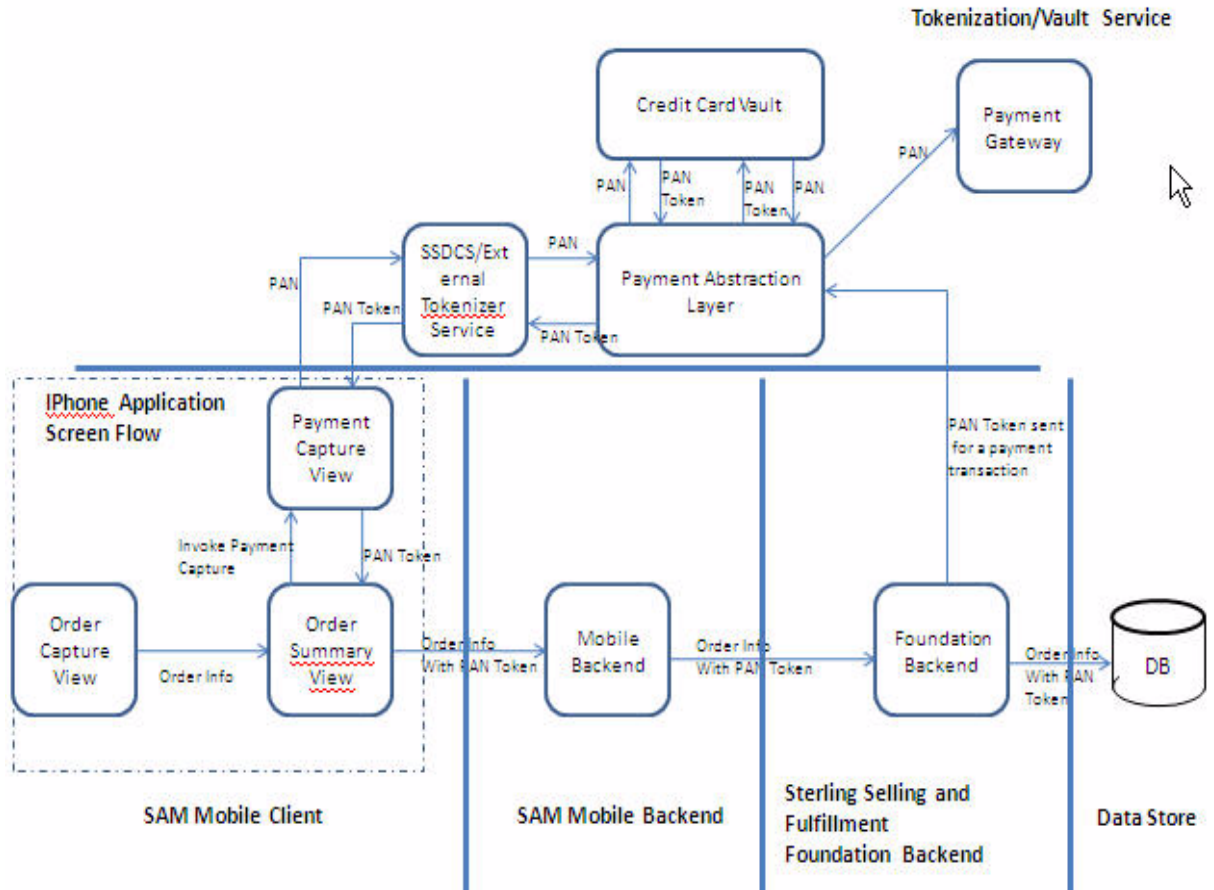 Tokenization/Vault Service
Credit Card Vault
Payment
Gateway
PAN
PAN
PAN
Token
PAN
Token
PAN
SSDCS/Ext
ernal
Tokenizer
Service
PAN
Payment Abstraction
Layer
PAN
PAN Token
PAN Token
IPhone Application
Screen Flow
Payment
Capture
View
PAN Token sent
for a payment
transaction
Invoke Payment
Capture
PAN Token
Order
Capture
View
Order Info
Order
Summary
View
Order Info
With PAN Token
Mobile
Backend
Order Info
With PAN Token
Foundation
Backend
Order Info
With PAN
Token
DB
SAM Mobile Client
SAM Mobile Backend
Sterling Selling and
Fulfillment
Foundation Backend
Data Store